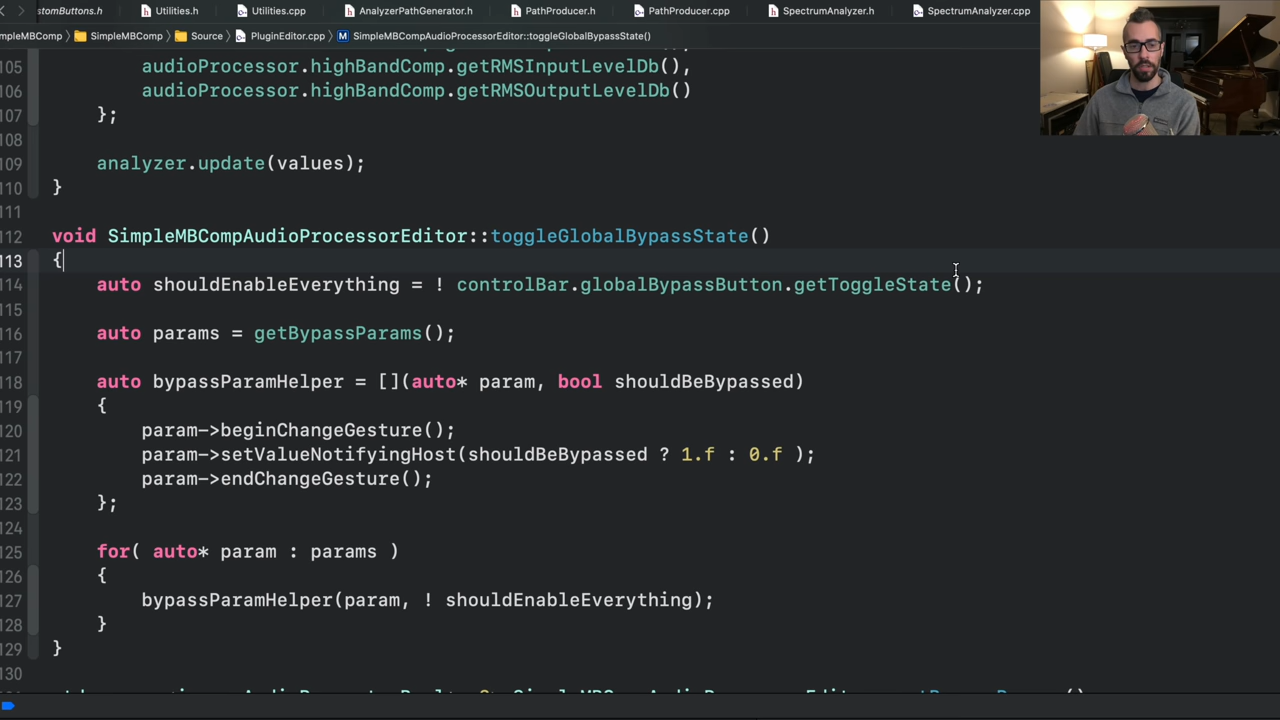 stomButtons.h Utilities.h Utilities.cpp AnalyzerPathGenerator.h PathProducer.h PathProducer.cpp SpectrumAnalyzer.h SpectrumAnalyzer.cpp
impleMBComp SimpleMBComp Source PluginEditor.cpp M SimpleMBCompAudioProcessorEditor::toggleGlobalBypassState()
105 audioProcessor.highBandComp.getRMSInputLevelDb(),
106 audioProcessor.highBandComp.getRMSOutputLevelDb()
107 };
108
109 analyzer.update(values);
110 }
111
112 void SimpleMBCompAudioProcessorEditor::toggleGlobalBypassState()
113 {
114 auto shouldEnableEverything = ! controlBar.globalBypassButton.getToggleState();
115
116 auto params = getBypassParams();
117
118 auto bypassParamHelper = [](auto* param, bool shouldBeBypassed)
119 {
120 param->beginChangeGesture();
121 param->setValueNotifyingHost(shouldBeBypassed ? 1.f : 0.f );
122 param->endChangeGesture();
123 };
124
125 for( auto* param : params )
126 {
127 bypassParamHelper(param, ! shouldEnableEverything);
128 }
129 }
130